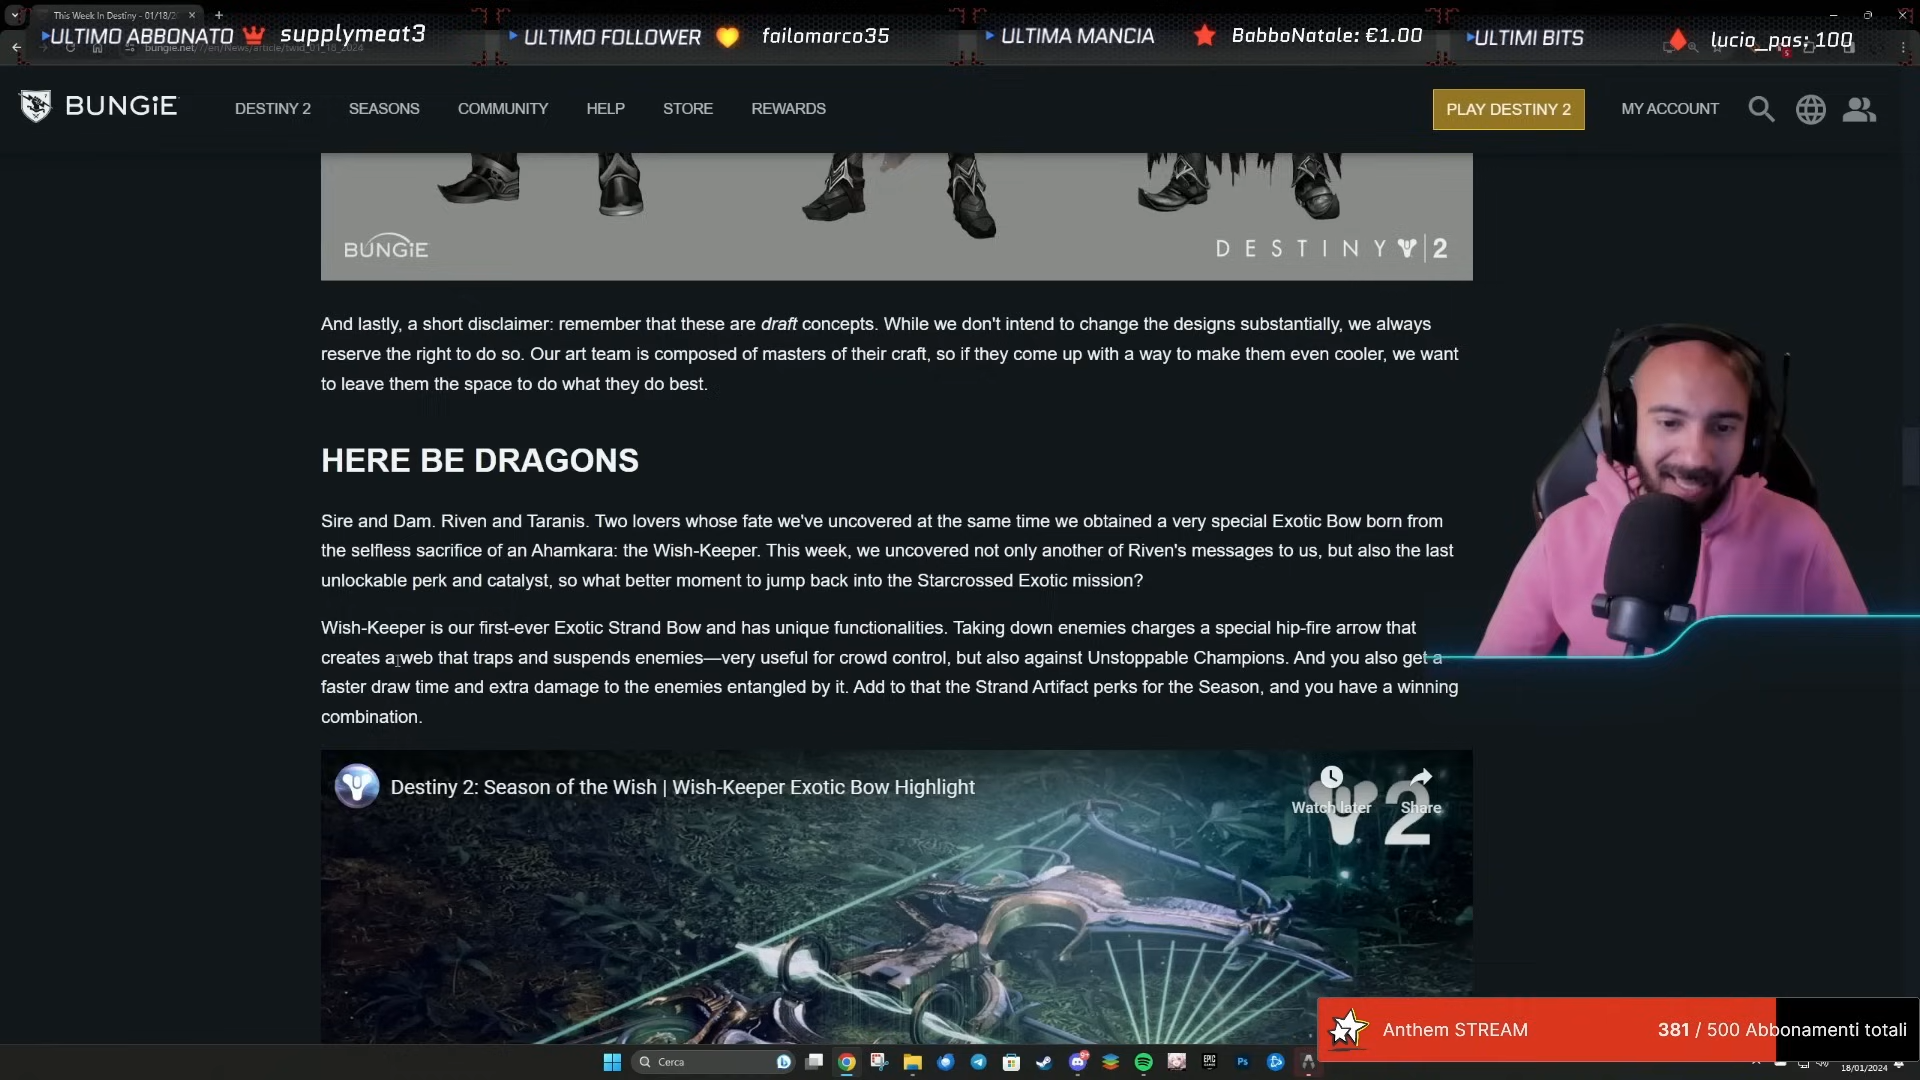 This Week In Destiny - 01/18/2
ULTIMO ABBONATO supplymeat3 ULTIMO FOLLOWER failomarco35 ULTIMA MANCIA BabboNatale: €1.00 ULTIMI BITS lucio_pas: 100
BUNGiE DESTINY 2 SEASONS COMMUNITY HELP STORE REWARDS PLAY DESTINY 2 MY ACCOUNT
BUNGiE DESTINY 2
And lastly, a short disclaimer: remember that these are draft concepts. While we don't intend to change the designs substantially, we always
reserve the right to do so. Our art team is composed of masters of their craft, so if they come up with a way to make them even cooler, we want
to leave them the space to do what they do best.
HERE BE DRAGONS
Sire and Dam. Riven and Taranis. Two lovers whose fate we've uncovered at the same time we obtained a very special Exotic Bow born from
the selfless sacrifice of an Ahamkara: the Wish-Keeper. This week, we uncovered not only another of Riven's messages to us, but also the last
unlockable perk and catalyst, so what better moment to jump back into the Starcrossed Exotic mission?
Wish-Keeper is our first-ever Exotic Strand Bow and has unique functionalities. Taking down enemies charges a special hip-fire arrow that
creates a web that traps and suspends enemies—very useful for crowd control, but also against Unstoppable Champions. And you also get a
faster draw time and extra damage to the enemies entangled by it. Add to that the Strand Artifact perks for the Season, and you have a winning
combination.
Destiny 2: Season of the Wish | Wish-Keeper Exotic Bow Highlight
Watch later Share
2
Anthem STREAM 381 / 500 Abbonamenti totali
Cerca
18/01/2024